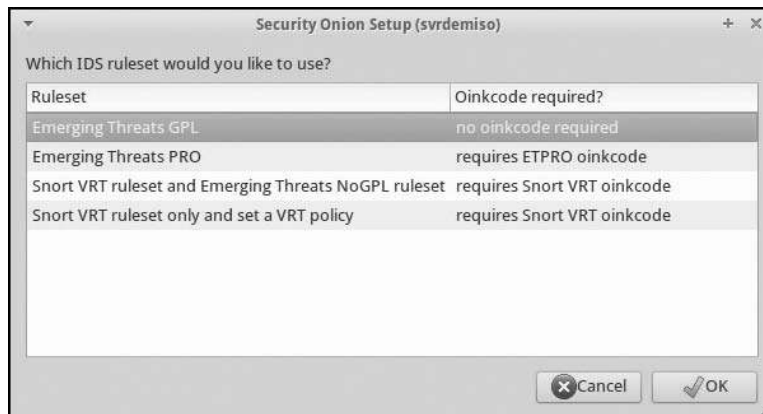 Security Onion Setup (svrdemiso)
Which IDS ruleset would you like to use?
Ruleset Oinkcode required?
Emerging Threats GPL no oinkcode required
Emerging Threats PRO requires ETPRO oinkcode
Snort VRT ruleset and Emerging Threats NoGPL ruleset requires Snort VRT oinkcode
Snort VRT ruleset only and set a VRT policy requires Snort VRT oinkcode
Cancel OK